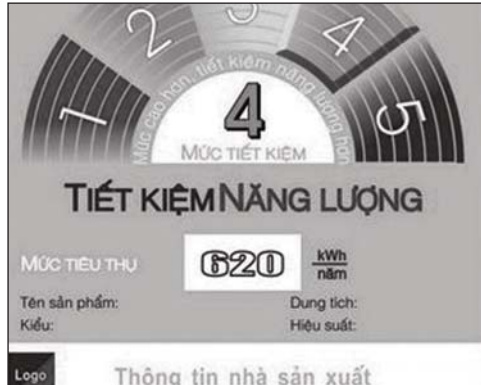 1 2 3 4 5
Mức cao hơn, tiết kiệm năng lượng hơn
4
MỨC TIẾT KIỆM
TIẾT KIỆM NĂNG LƯỢNG
MỨC TIÊU THỤ 620 kWh
năm
Tên sản phẩm: Dung tích:
Kiểu: Hiệu suất:
Logo Thông tin nhà sản xuất